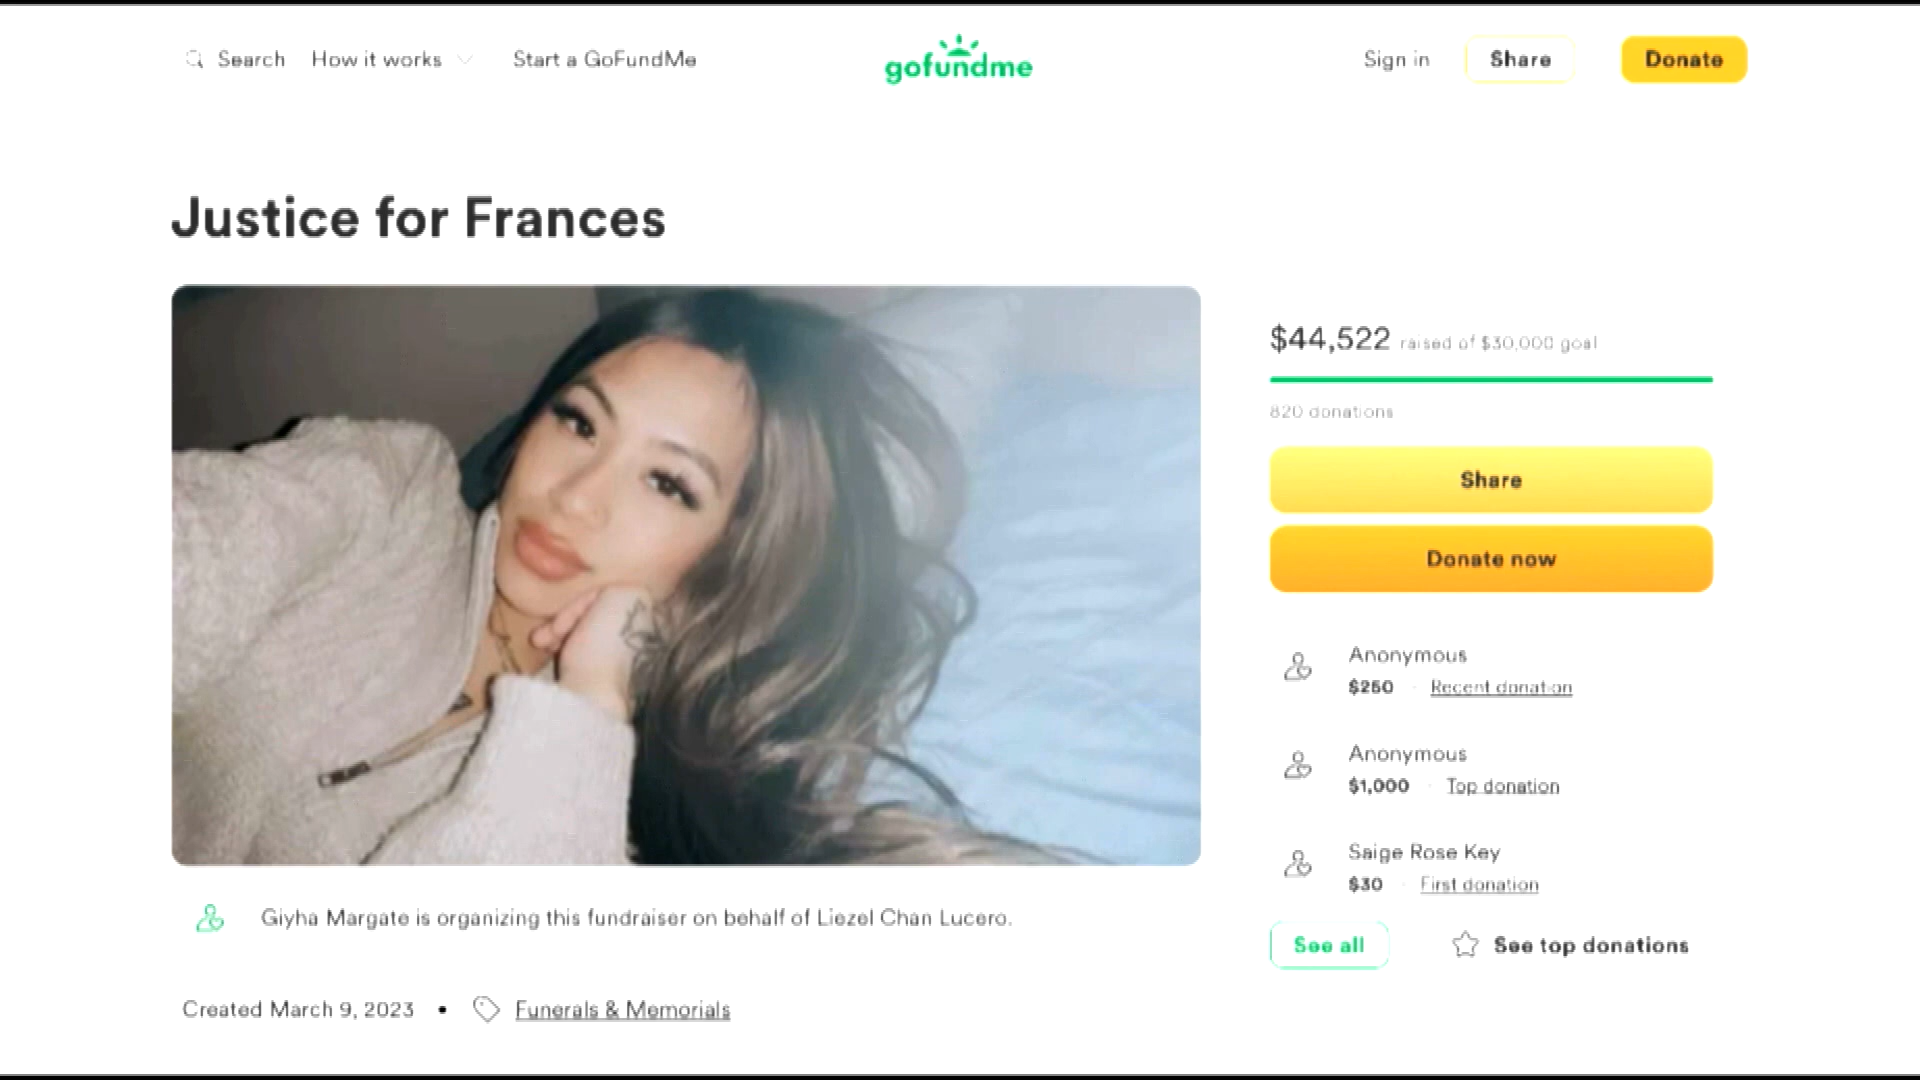 Search How it works Start a GoFundMe gofundme Sign in Share Donate
Justice for Frances
$44,522 raised of $30,000 goal
820 donations
Share
Donate now
Anonymous
$250 · Recent donation
Anonymous
$1,000 · Top donation
Saige Rose Key
$30 · First donation
See all See top donations
Giyha Margate is organizing this fundraiser on behalf of Liezel Chan Lucero.
Created March 9, 2023 • Funerals & Memorials